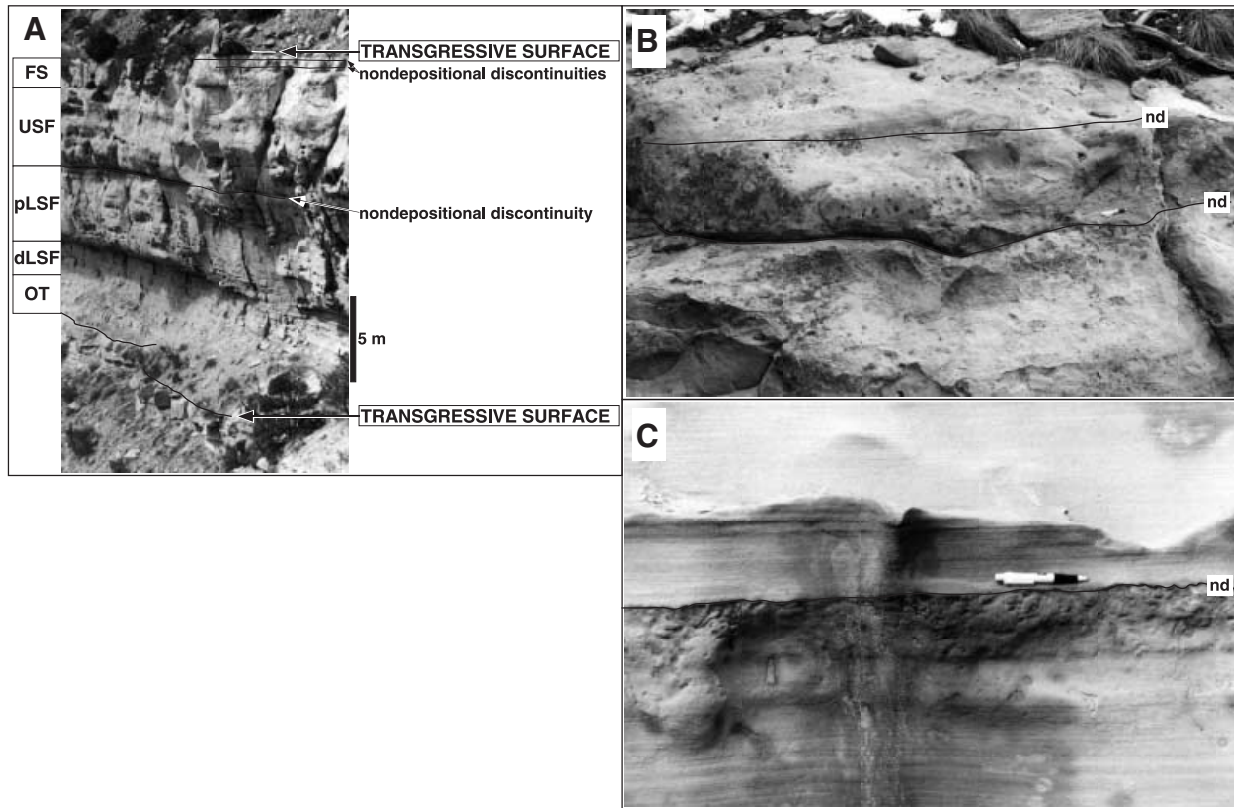 A
TRANSGRESSIVE SURFACE
nondepositional discontinuities
FS
USF
pLSF
nondepositional discontinuity
dLSF
OT
5 m
TRANSGRESSIVE SURFACE
B
nd
nd
C
nd